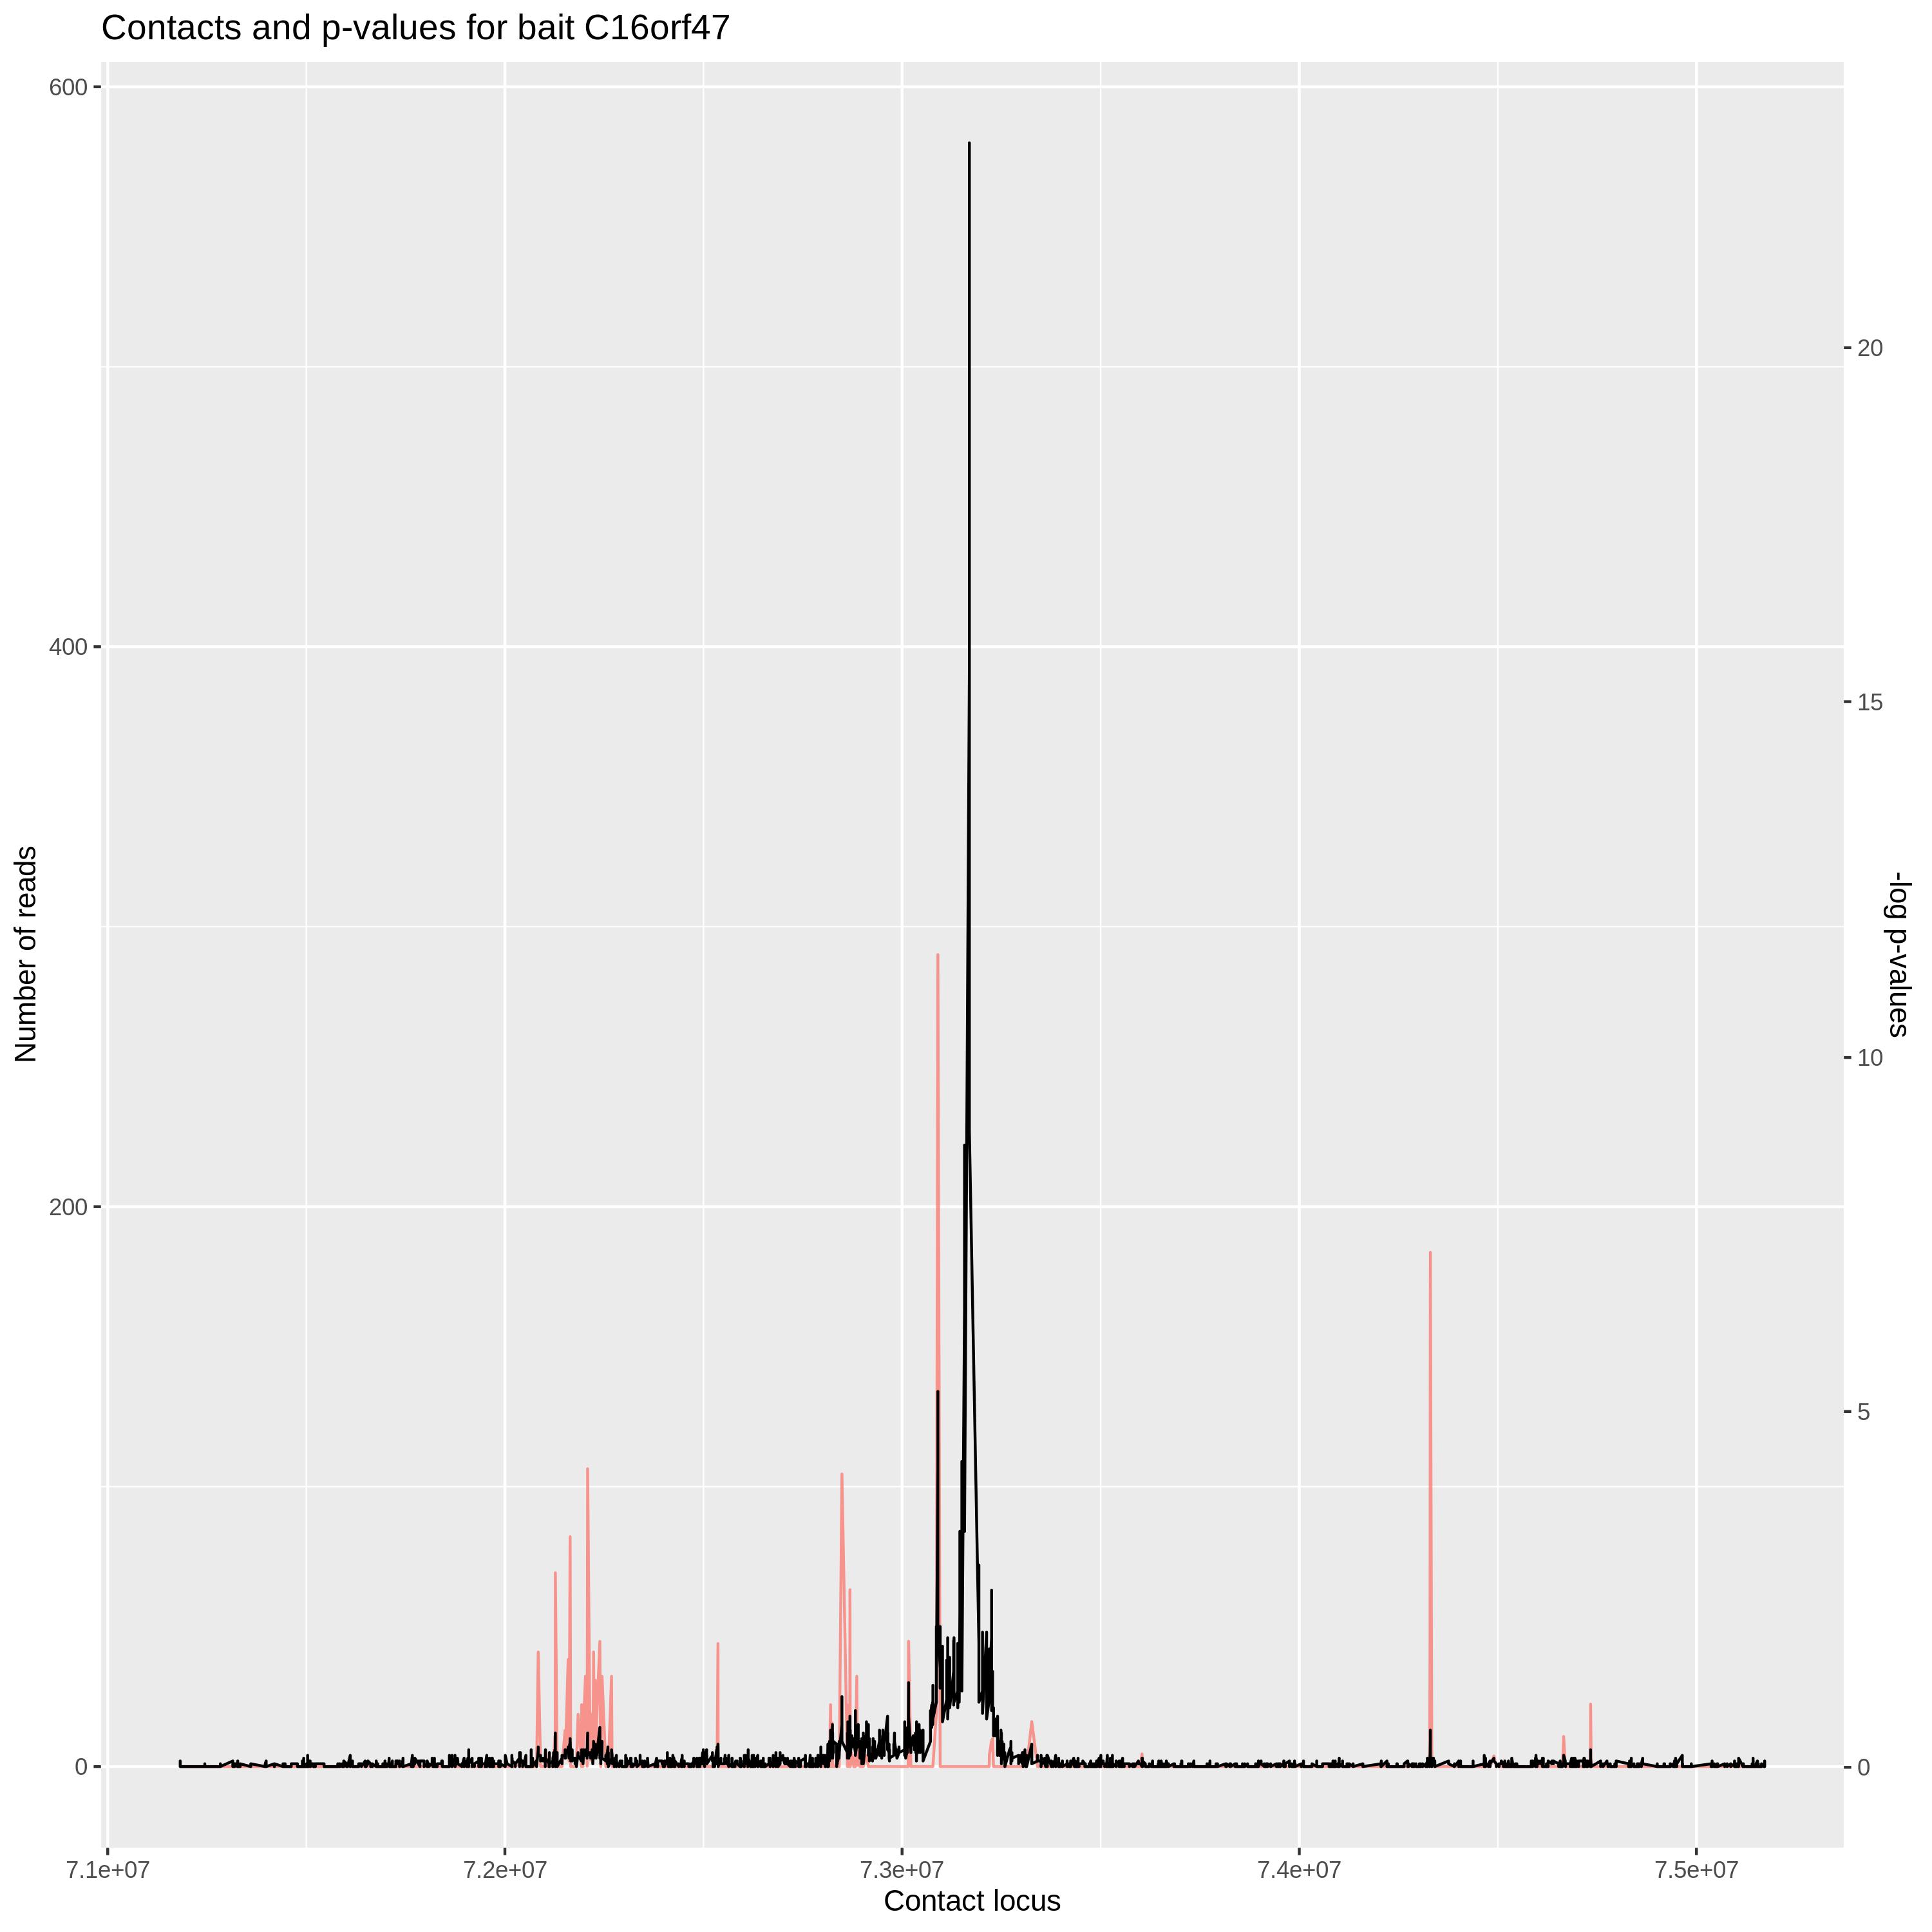 Contacts and p-values for bait C16orf47
600
400
200
0
20
15
10
5
0
Number of reads
-log p-values
7.1e+07
7.2e+07
7.3e+07
7.4e+07
7.5e+07
Contact locus